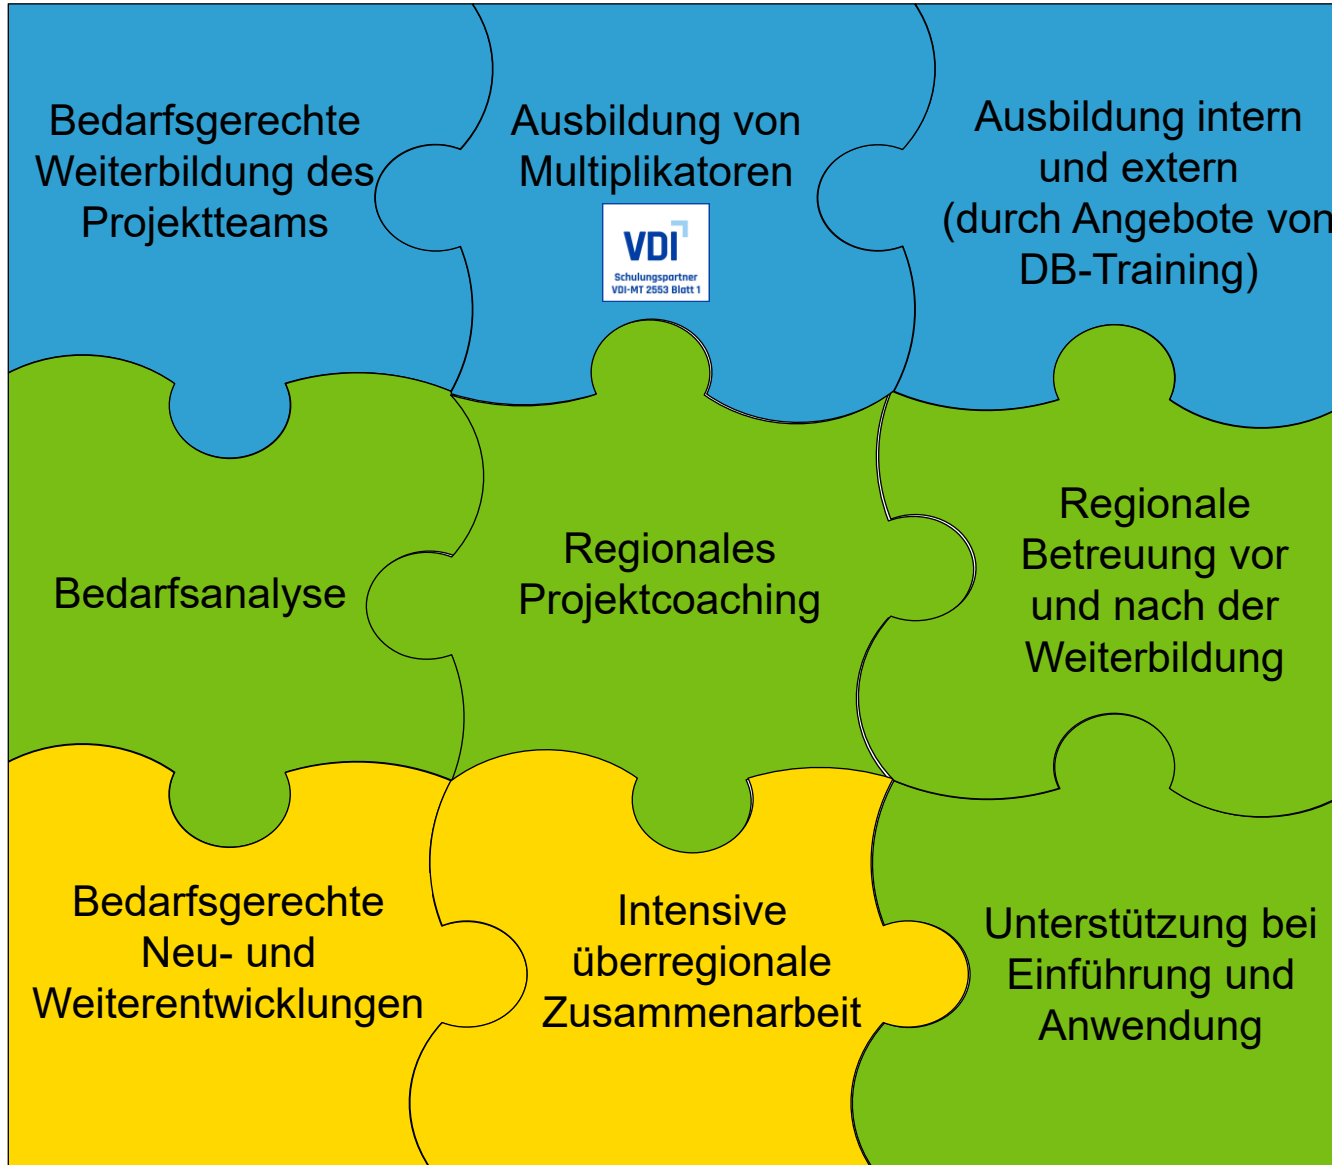 Bedarfsgerechte
Weiterbildung des
Projektteams
Ausbildung von
Multiplikatoren
VDI
Schulungspartner
VDI-MT 2553 Blatt 1
Ausbildung intern
und extern
(durch Angebote von
DB-Training)
Bedarfsanalyse
Regionales
Projektcoaching
Regionale
Betreuung vor
und nach der
Weiterbildung
Bedarfsgerechte
Neu- und
Weiterentwicklungen
Intensive
überregionale
Zusammenarbeit
Unterstützung bei
Einführung und
Anwendung